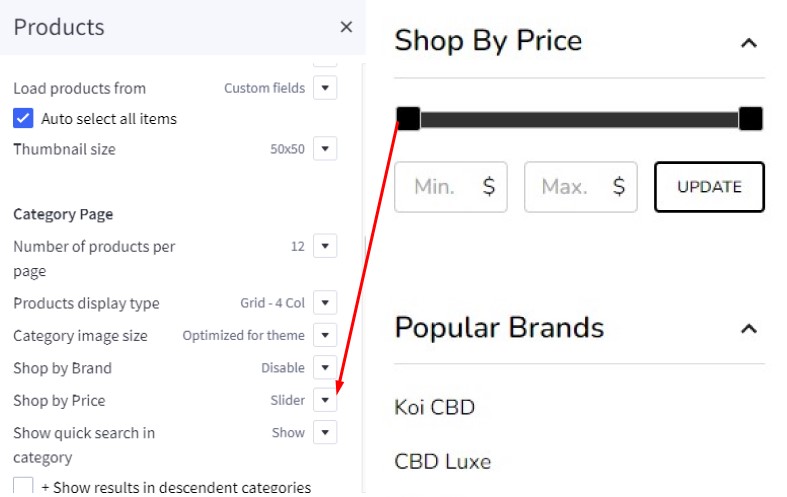 Products
Load products from
Custom fields
Auto select all items
Thumbnail size
50x50
Category Page
Number of products per
page
12
Products display type
Grid - 4 Col
Category image size
Optimized for theme
Shop by Brand
Disable
Shop by Price
Slider
Show quick search in
category
Show
+ Show results in descendent categories
Shop By Price
Min. $
Max. $
UPDATE
Popular Brands
Koi CBD
CBD Luxe